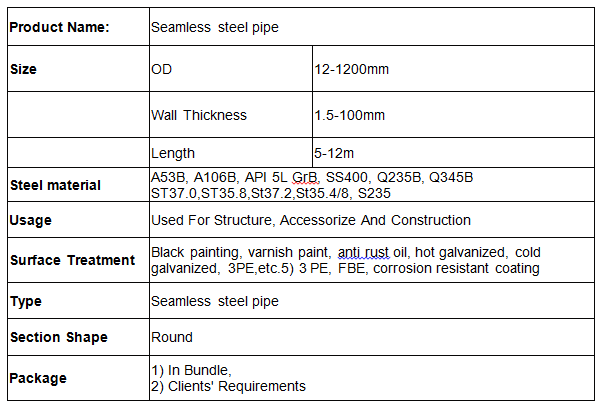 Product Name: Seamless steel pipe
Size OD 12-1200mm
Wall Thickness 1.5-100mm
Length 5-12m
Steel material A53B, A106B, API 5L GrB, SS400, Q235B, Q345B
ST37.0,ST35.8,St37.2,St35.4/8, S235
Usage Used For Structure, Accessorize And Construction
Surface Treatment Black painting, varnish paint, anti rust oil, hot galvanized, cold
galvanized, 3PE,etc.5) 3 PE, FBE, corrosion resistant coating
Type Seamless steel pipe
Section Shape Round
Package 1) In Bundle,
2) Clients' Requirements